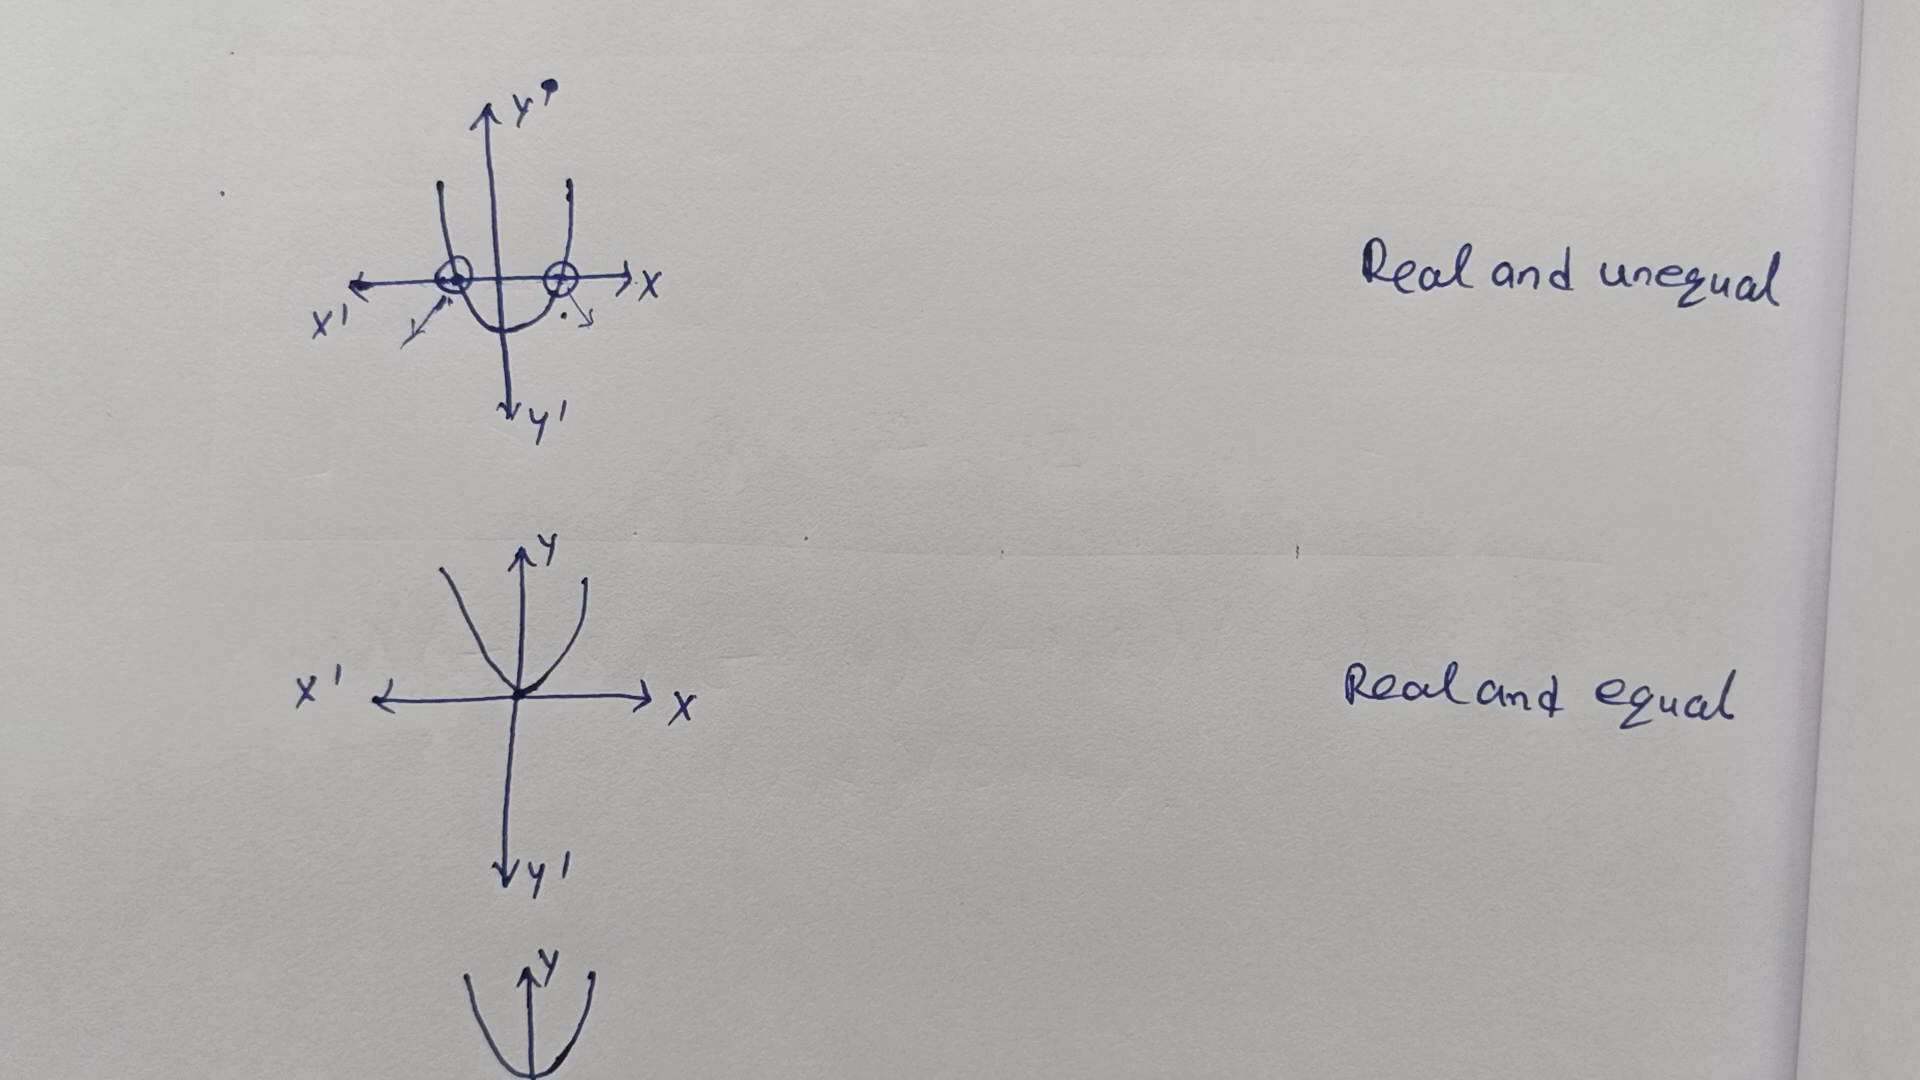 Y
X
X'
Y'
Real and unequal
Y
X'
X
Y'
Real and equal
Y